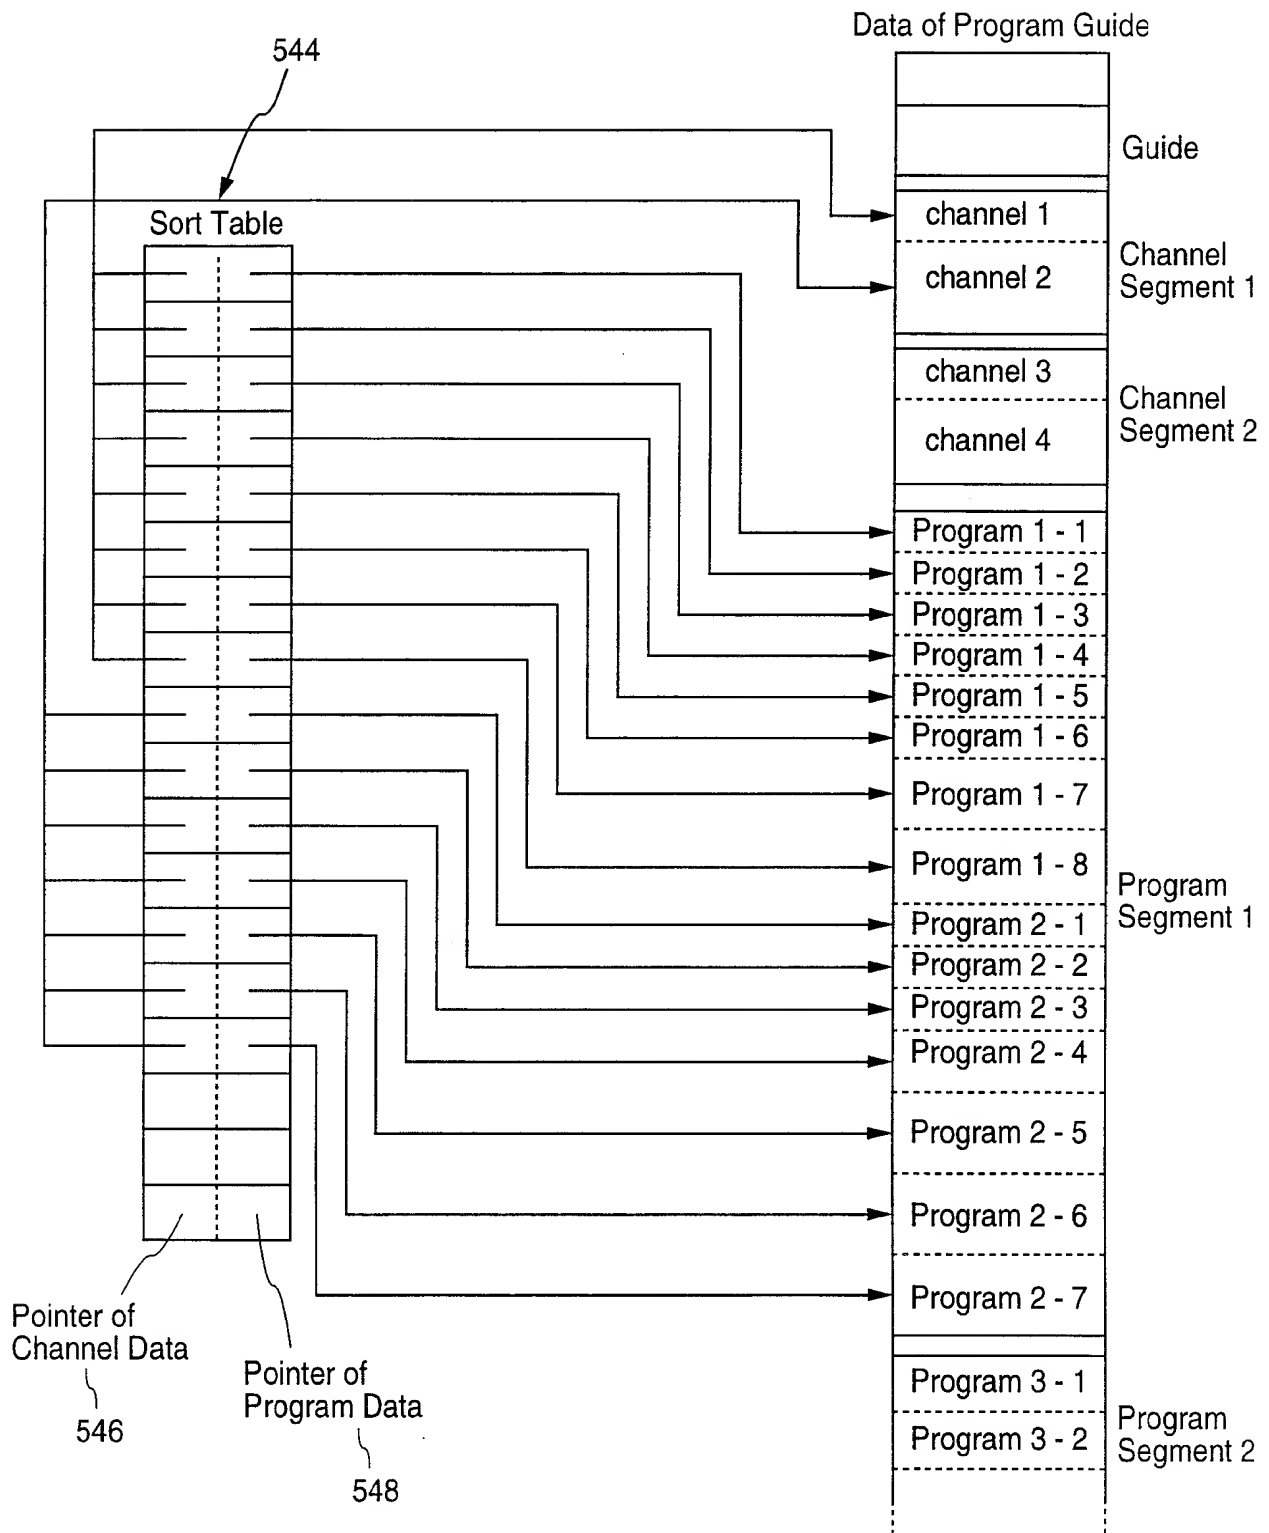 Data of Program Guide
544
Guide
Sort Table
channel 1
channel 2
Channel
Segment 1
channel 3
channel 4
Channel
Segment 2
Program 1 - 1
Program 1 - 2
Program 1 - 3
Program 1 - 4
Program 1 - 5
Program 1 - 6
Program 1 - 7
Program 1 - 8
Program 2 - 1
Program 2 - 2
Program 2 - 3
Program 2 - 4
Program 2 - 5
Program 2 - 6
Program 2 - 7
Program
Segment 1
Program 3 - 1
Program 3 - 2
Program
Segment 2
Pointer of
Channel Data
546
Pointer of
Program Data
548